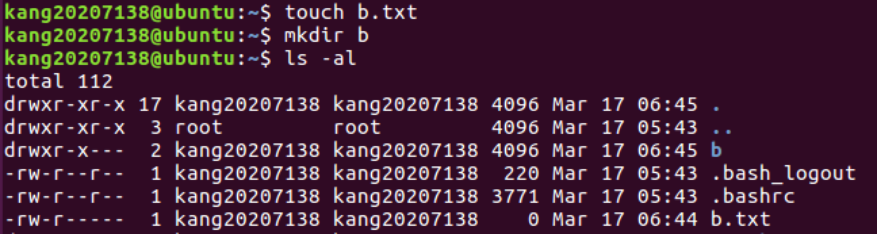 kang20207138@ubuntu:~$ touch b.txt
kang20207138@ubuntu:~$ mkdir b
kang20207138@ubuntu:~$ ls -al
total 112
drwxr-xr-x 17 kang20207138 kang20207138 4096 Mar 17 06:45 .
drwxr-xr-x  3 root         root         4096 Mar 17 05:43 ..
drwxr-x---  2 kang20207138 kang20207138 4096 Mar 17 06:45 b
-rw-r--r--  1 kang20207138 kang20207138  220 Mar 17 05:43 .bash_logout
-rw-r--r--  1 kang20207138 kang20207138 3771 Mar 17 05:43 .bashrc
-rw-r-----  1 kang20207138 kang20207138    0 Mar 17 06:44 b.txt